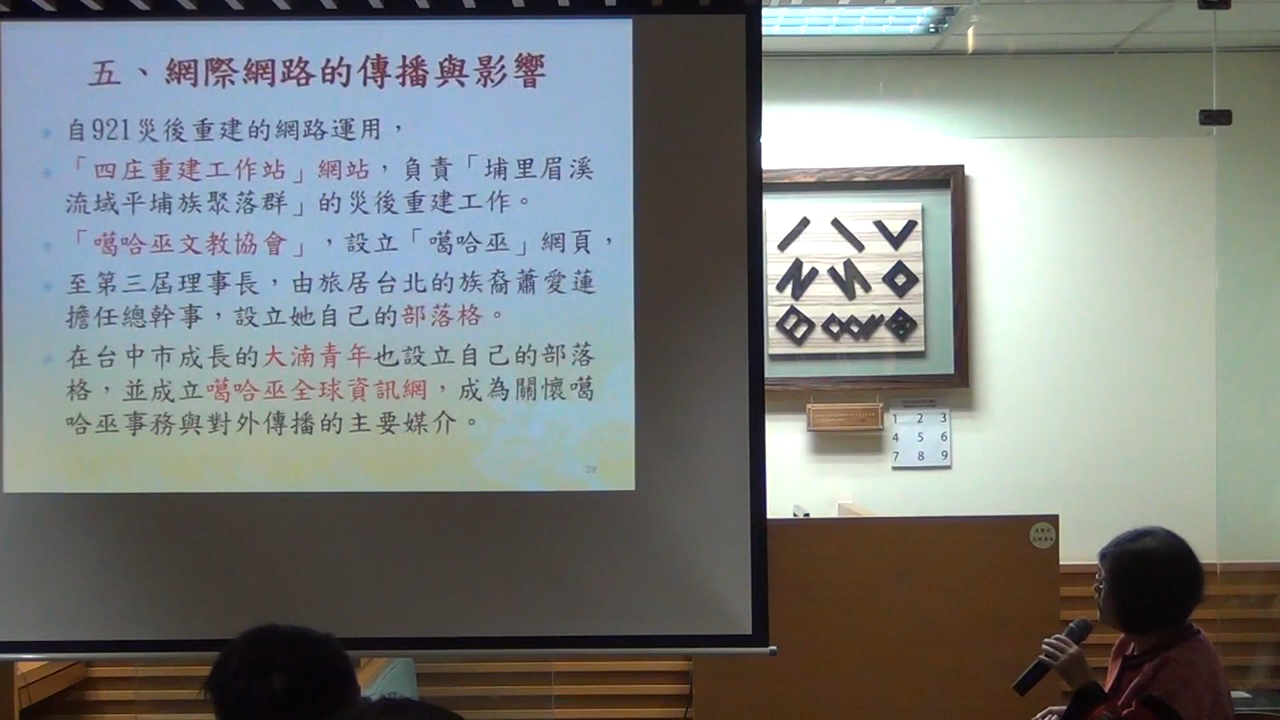 五、網際網路的傳播與影響
自921災後重建的網路運用，
「四庄重建工作站」網站，負責「埔里眉溪
流域平埔族聚落群」的災後重建工作。
「噶哈巫文教協會」，設立「噶哈巫」網頁，
至第三屆理事長，由旅居台北的族裔蕭愛蓮
擔任總幹事，設立她自己的部落格。
在台中市成長的大湳青年也設立自己的部落
格，並成立噶哈巫全球資訊網，成為關懷噶
哈巫事務與對外傳播的主要媒介。
1 2 3
4 5 6
7 8 9